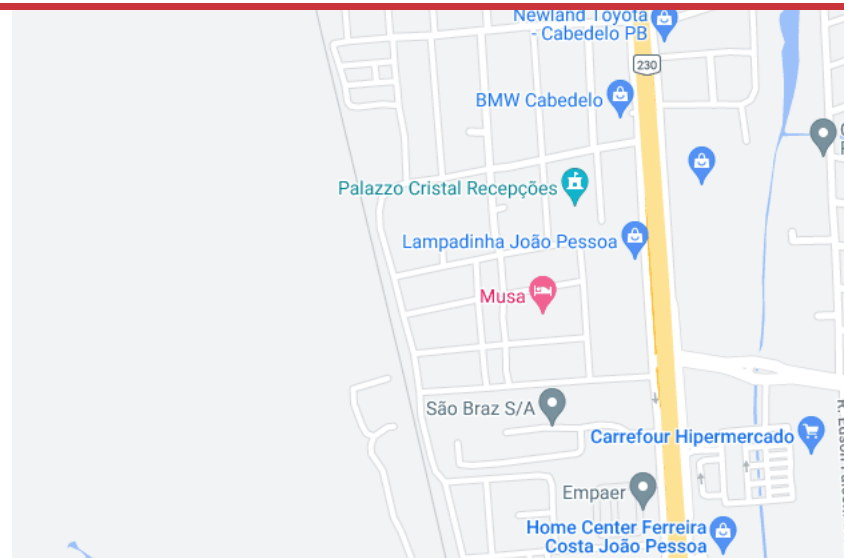 Newland Toyota
- Cabedelo PB
230
BMW Cabedelo
Palazzo Cristal Recepções
Lampadinha João Pessoa
Musa
São Braz S/A
Carrefour Hipermercado
Empaer
Home Center Ferreira
Costa João Pessoa